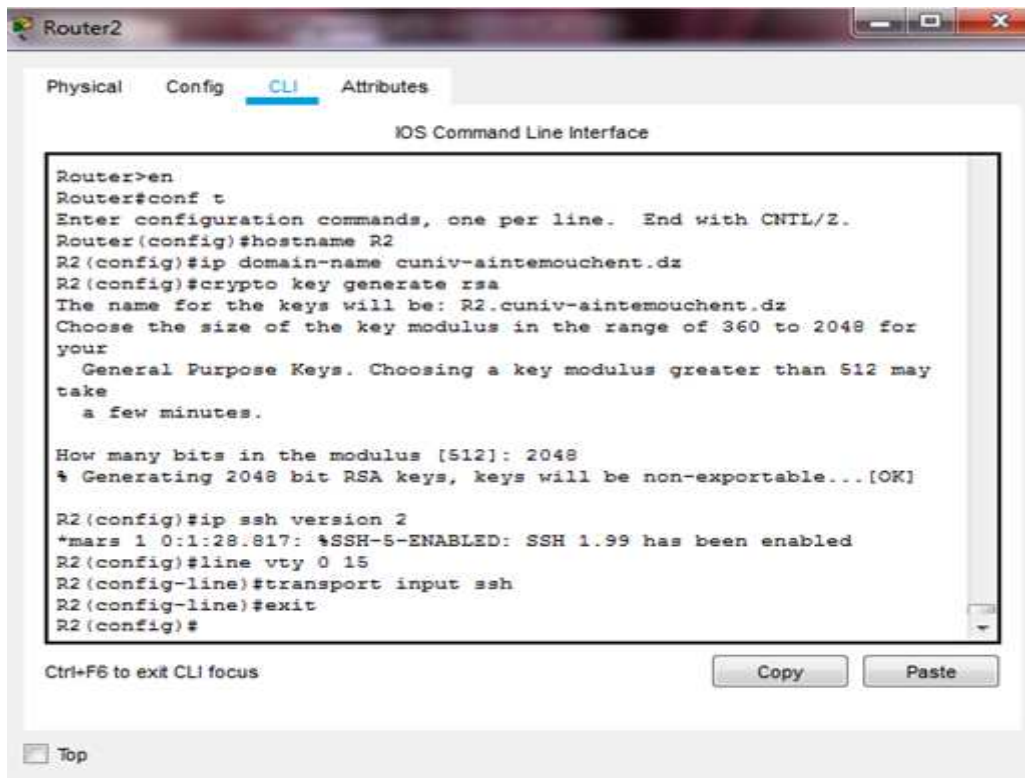 Router2
Physical Config CLI Attributes
IOS Command Line Interface
Router>en
Router#conf t
Enter configuration commands, one per line.  End with CNTL/Z.
Router(config)#hostname R2
R2(config)#ip domain-name cuniv-aintemouchent.dz
R2(config)#crypto key generate rsa
The name for the keys will be: R2.cuniv-aintemouchent.dz
Choose the size of the key modulus in the range of 360 to 2048 for
your
  General Purpose Keys. Choosing a key modulus greater than 512 may
take
  a few minutes.
How many bits in the modulus [512]: 2048
% Generating 2048 bit RSA keys, keys will be non-exportable...[OK]
R2(config)#ip ssh version 2
*mars 1 0:1:28.817: %SSH-5-ENABLED: SSH 1.99 has been enabled
R2(config)#line vty 0 15
R2(config-line)#transport input ssh
R2(config-line)#exit
R2(config)#
Ctrl+F6 to exit CLI focus
Copy Paste
Top